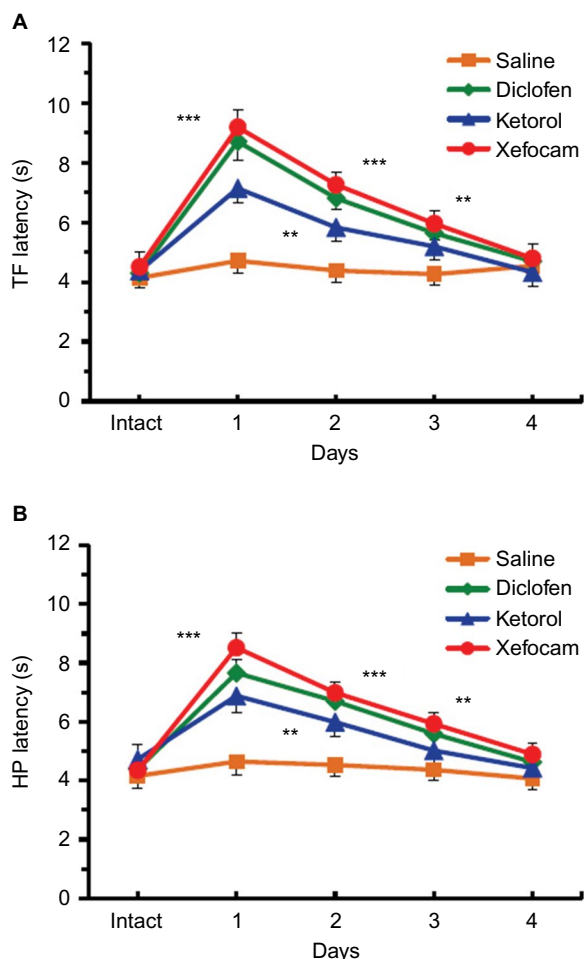 A
12
10
8
6
4
2
0
TF latency (s)
***
***
**
**
Saline
Diclofen
Ketorol
Xefocam
Intact 1 2 3 4
Days
B
12
10
8
6
4
2
0
HP latency (s)
***
***
**
**
Saline
Diclofen
Ketorol
Xefocam
Intact 1 2 3 4
Days